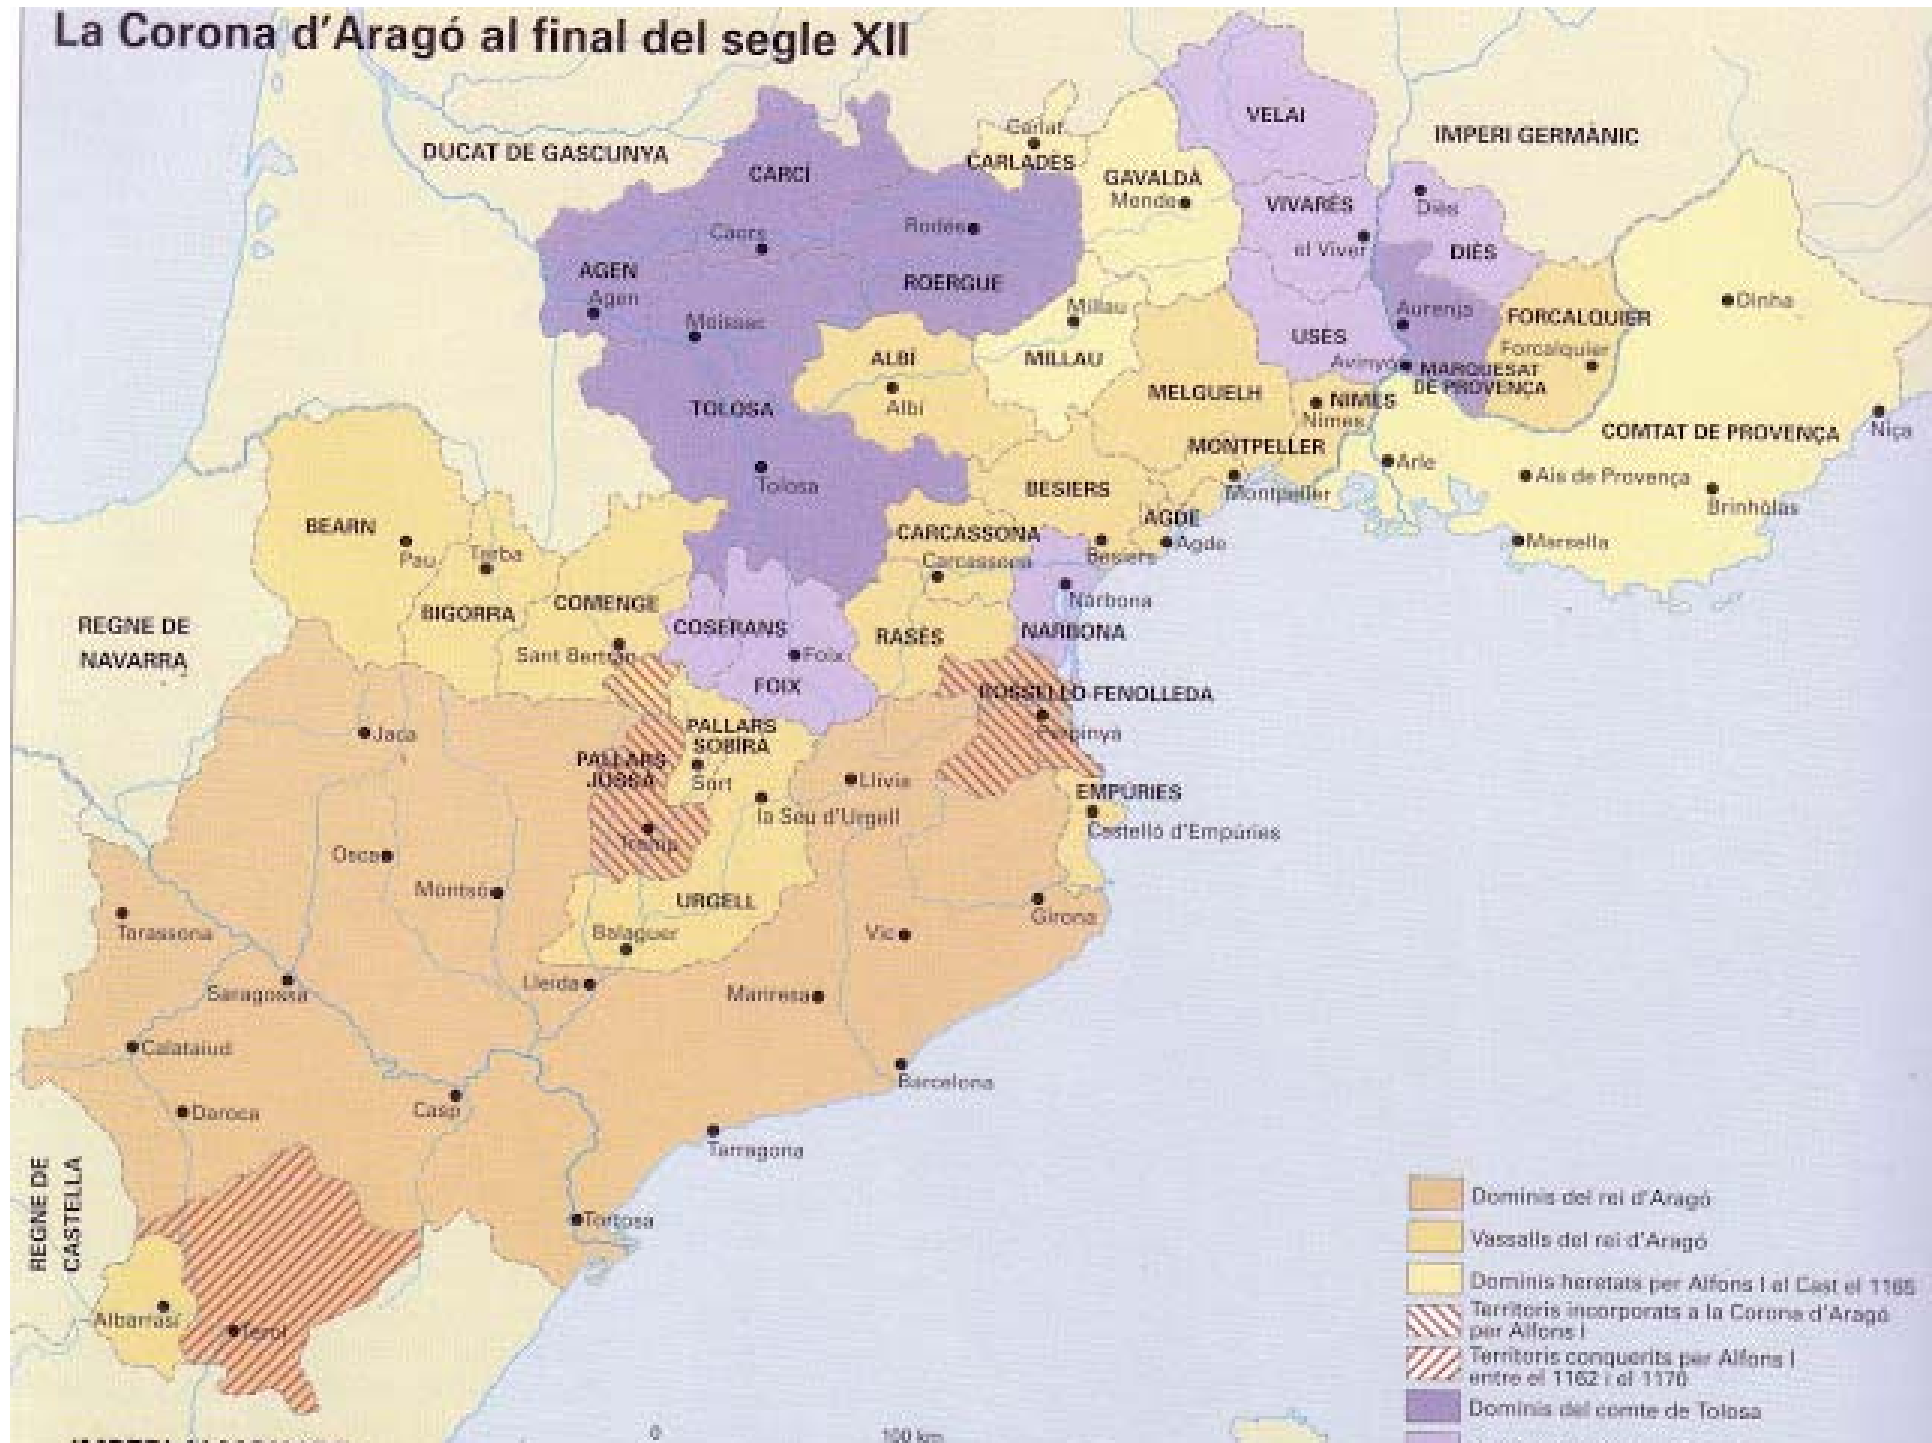 La Corona d'Aragó al final del segle XII
VELAI
IMPERI GERMÀNIC
DUCAT DE GASCUNYA
Carlat
CARLADÈS
CARCÍ
GAVALDÀ
Mende
VIVARÈS
Diés
el Viver
DIÈS
Caors
Rodés
AGEN
Agen
ROERGUE
Moissac
Millau
Aurenja
FORCALQUIER
Dinha
USÉS
ALBÍ
MILLAU
Forcalquier
Avinyó
MARQUESAT
DE PROVENÇA
Albí
MELGUELH
NIMES
Nimes
TOLOSA
COMTAT DE PROVENÇA
Niça
MONTPELLER
Arle
Ais de Provença
Tolosa
BESIERS
Montpeller
Brinhòlas
BEARN
CARCASSONA
AGDE
Agde
Marsella
Pau
Tarba
Besiers
Carcassona
Narbona
BIGORRA
COMENGE
COSERANS
RASÉS
NARBONA
REGNE DE
NAVARRA
Sant Bertran
Foix
FOIX
ROSSELLÓ-FENOLLEDA
Jaca
PALLARS
SOBIRÀ
Perpinyà
PALLARS
JUSSÀ
Sort
Llívia
EMPÚRIES
la Seu d'Urgell
Castelló d'Empúries
Tremp
Osca
Montsó
URGELL
Girona
Tarassona
Balaguer
Vic
Saragossa
Lleida
Manresa
Calataiud
Barcelona
Daroca
Casp
Tarragona
REGNE DE
CASTELLA
Tortosa
Albarrasí
Terol
Dominis del rei d'Aragó
Vassalls del rei d'Aragó
Dominis heretats per Alfons I el Cast el 1166
Territoris incorporats a la Corona d'Aragó
per Alfons I
Territoris conquerits per Alfons I
entre el 1162 i el 1170
Dominis del comte de Tolosa
0 100 km